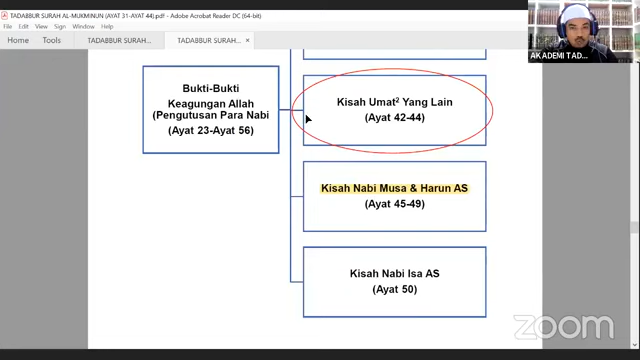 TADABBUR SURAH AL-MUKMINUN (AYAT 31-AYAT 44).pdf - Adobe Acrobat Reader DC (64-bit)
File Edit View Sign Window Help
Home Tools TADABBUR SURAH... TADABBUR SURAH... ×
AKADEMI TAD...
Bukti-Bukti
Keagungan Allah
(Pengutusan Para Nabi
(Ayat 23-Ayat 56)
Kisah Umat² Yang Lain
(Ayat 42-44)
Kisah Nabi Musa & Harun AS
(Ayat 45-49)
Kisah Nabi Isa AS
(Ayat 50)
zoom